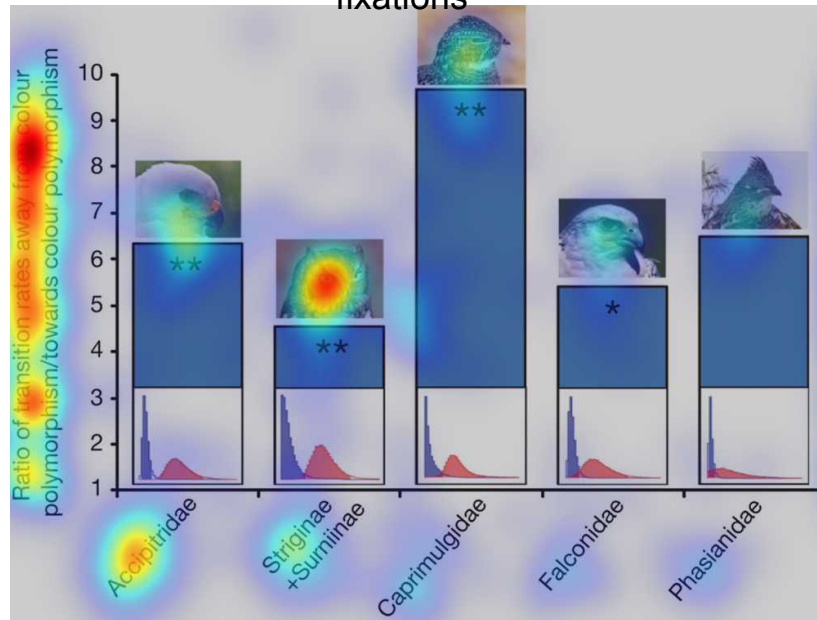 fixations
Ratio of transition rates away from colour
polymorphism/towards colour polymorphism
10
9
8
7
6
5
4
3
2
1
**
**
**
*
Accipitridae
Striginae
+Surniinae
Caprimulgidae
Falconidae
Phasianidae